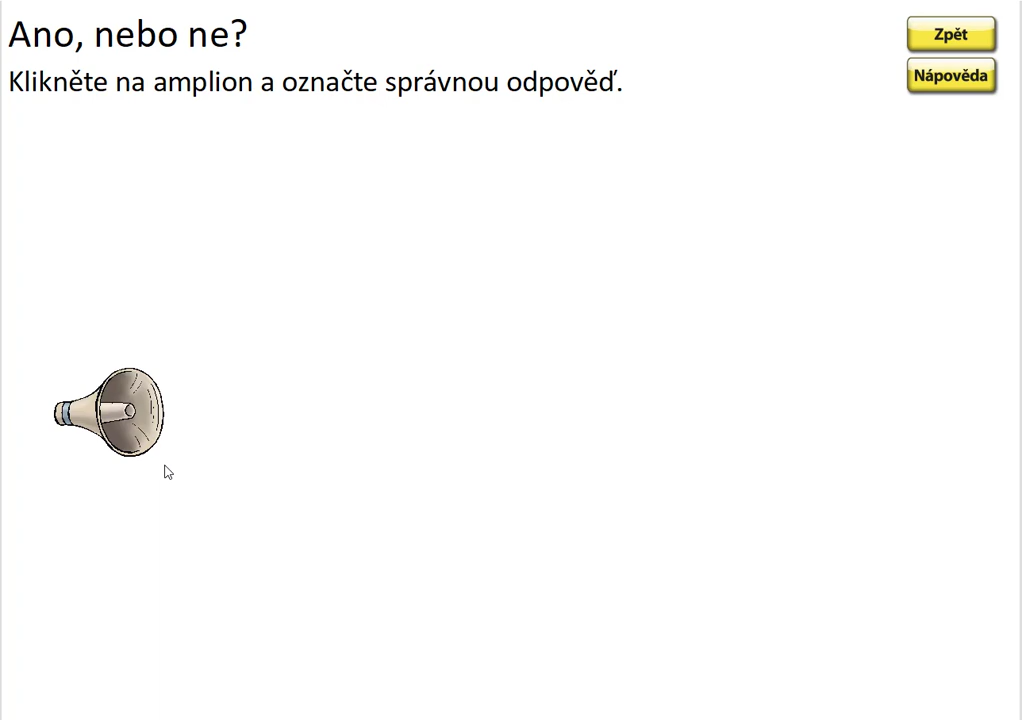 Ano, nebo ne?
Zpět
Klikněte na amplion a označte správnou odpověď.
Nápověda